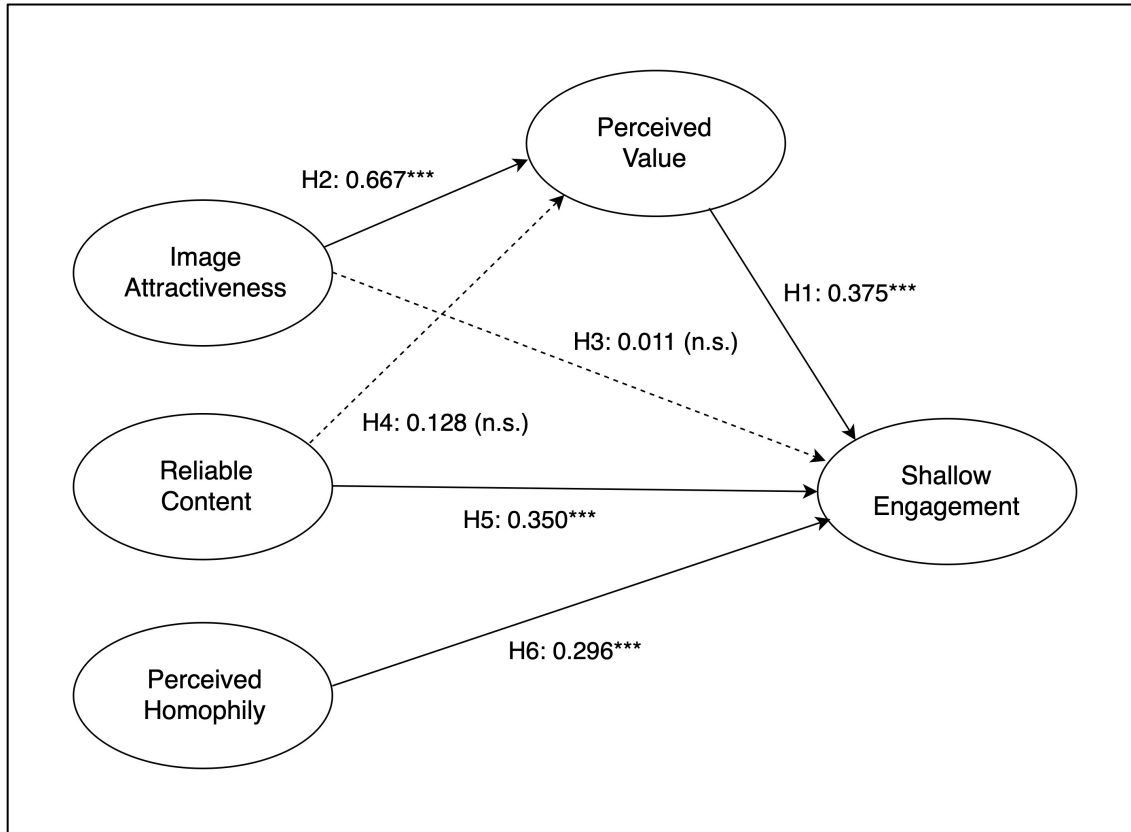 Perceived
Value
H2: 0.667***
Image
Attractiveness
H1: 0.375***
H3: 0.011 (n.s.)
H4: 0.128 (n.s.)
Reliable
Content
Shallow
Engagement
H5: 0.350***
H6: 0.296***
Perceived
Homophily